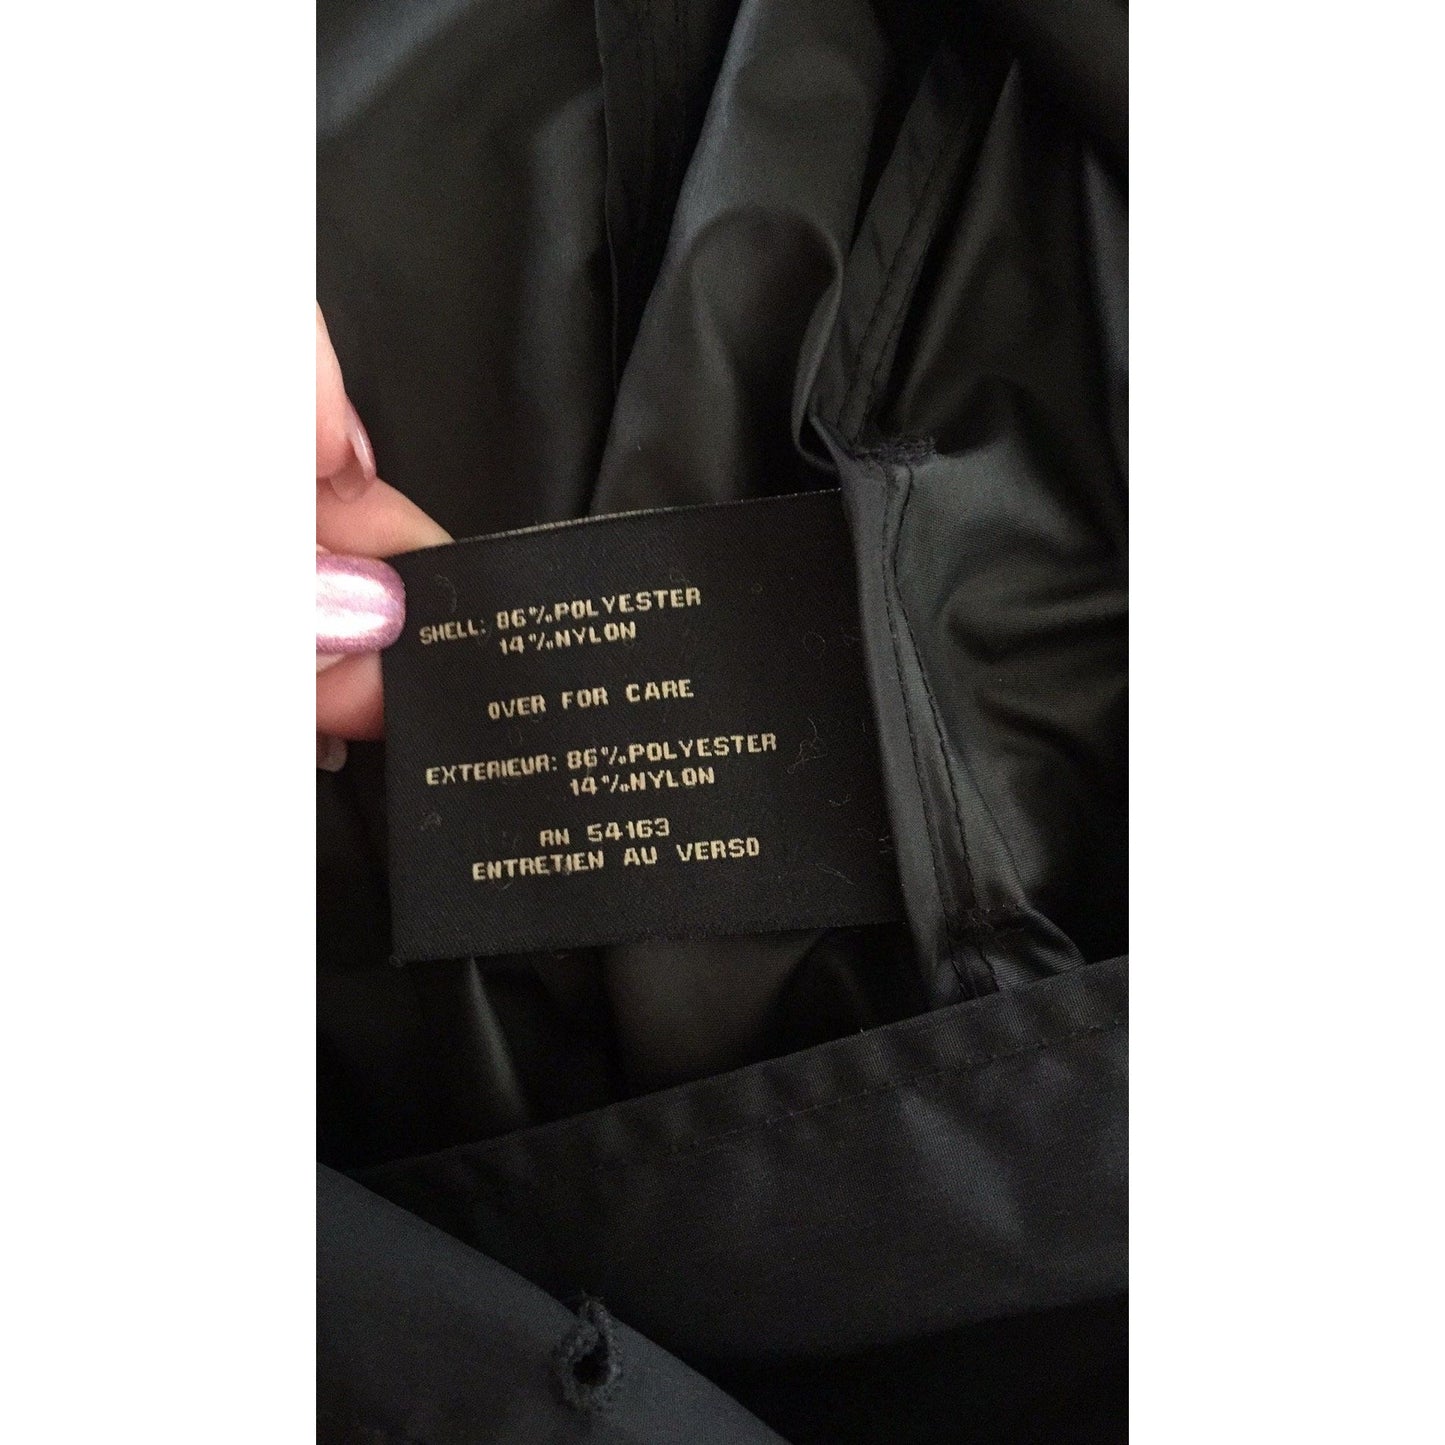 SHELL: 86%POLYESTER
14%NYLON
OVER FOR CARE
EXTERIEUR: 86%POLYESTER
14%NYLON
RN 54163
ENTRETIEN AU VERSO